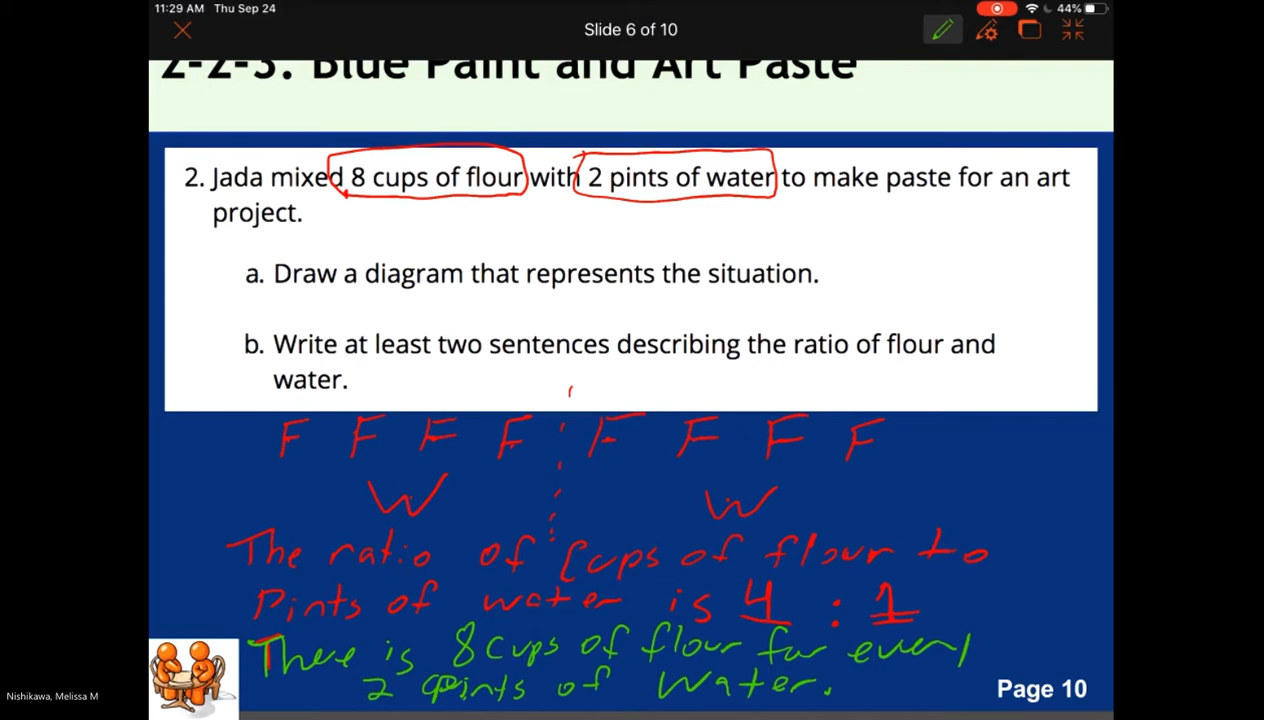 11:29 AM Thu Sep 24
44%
Slide 6 of 10
2-2-3: Blue Paint and Art Paste
2. Jada mixed 8 cups of flour with 2 pints of water to make paste for an art
project.
a. Draw a diagram that represents the situation.
b. Write at least two sentences describing the ratio of flour and
water.
F F F F F F F F
W W
The ratio of cups of flour to
Pints of water is 4 : 1
There is 8 cups of flour for every
2 pints of Water.
Page 10
Nishikawa, Melissa M